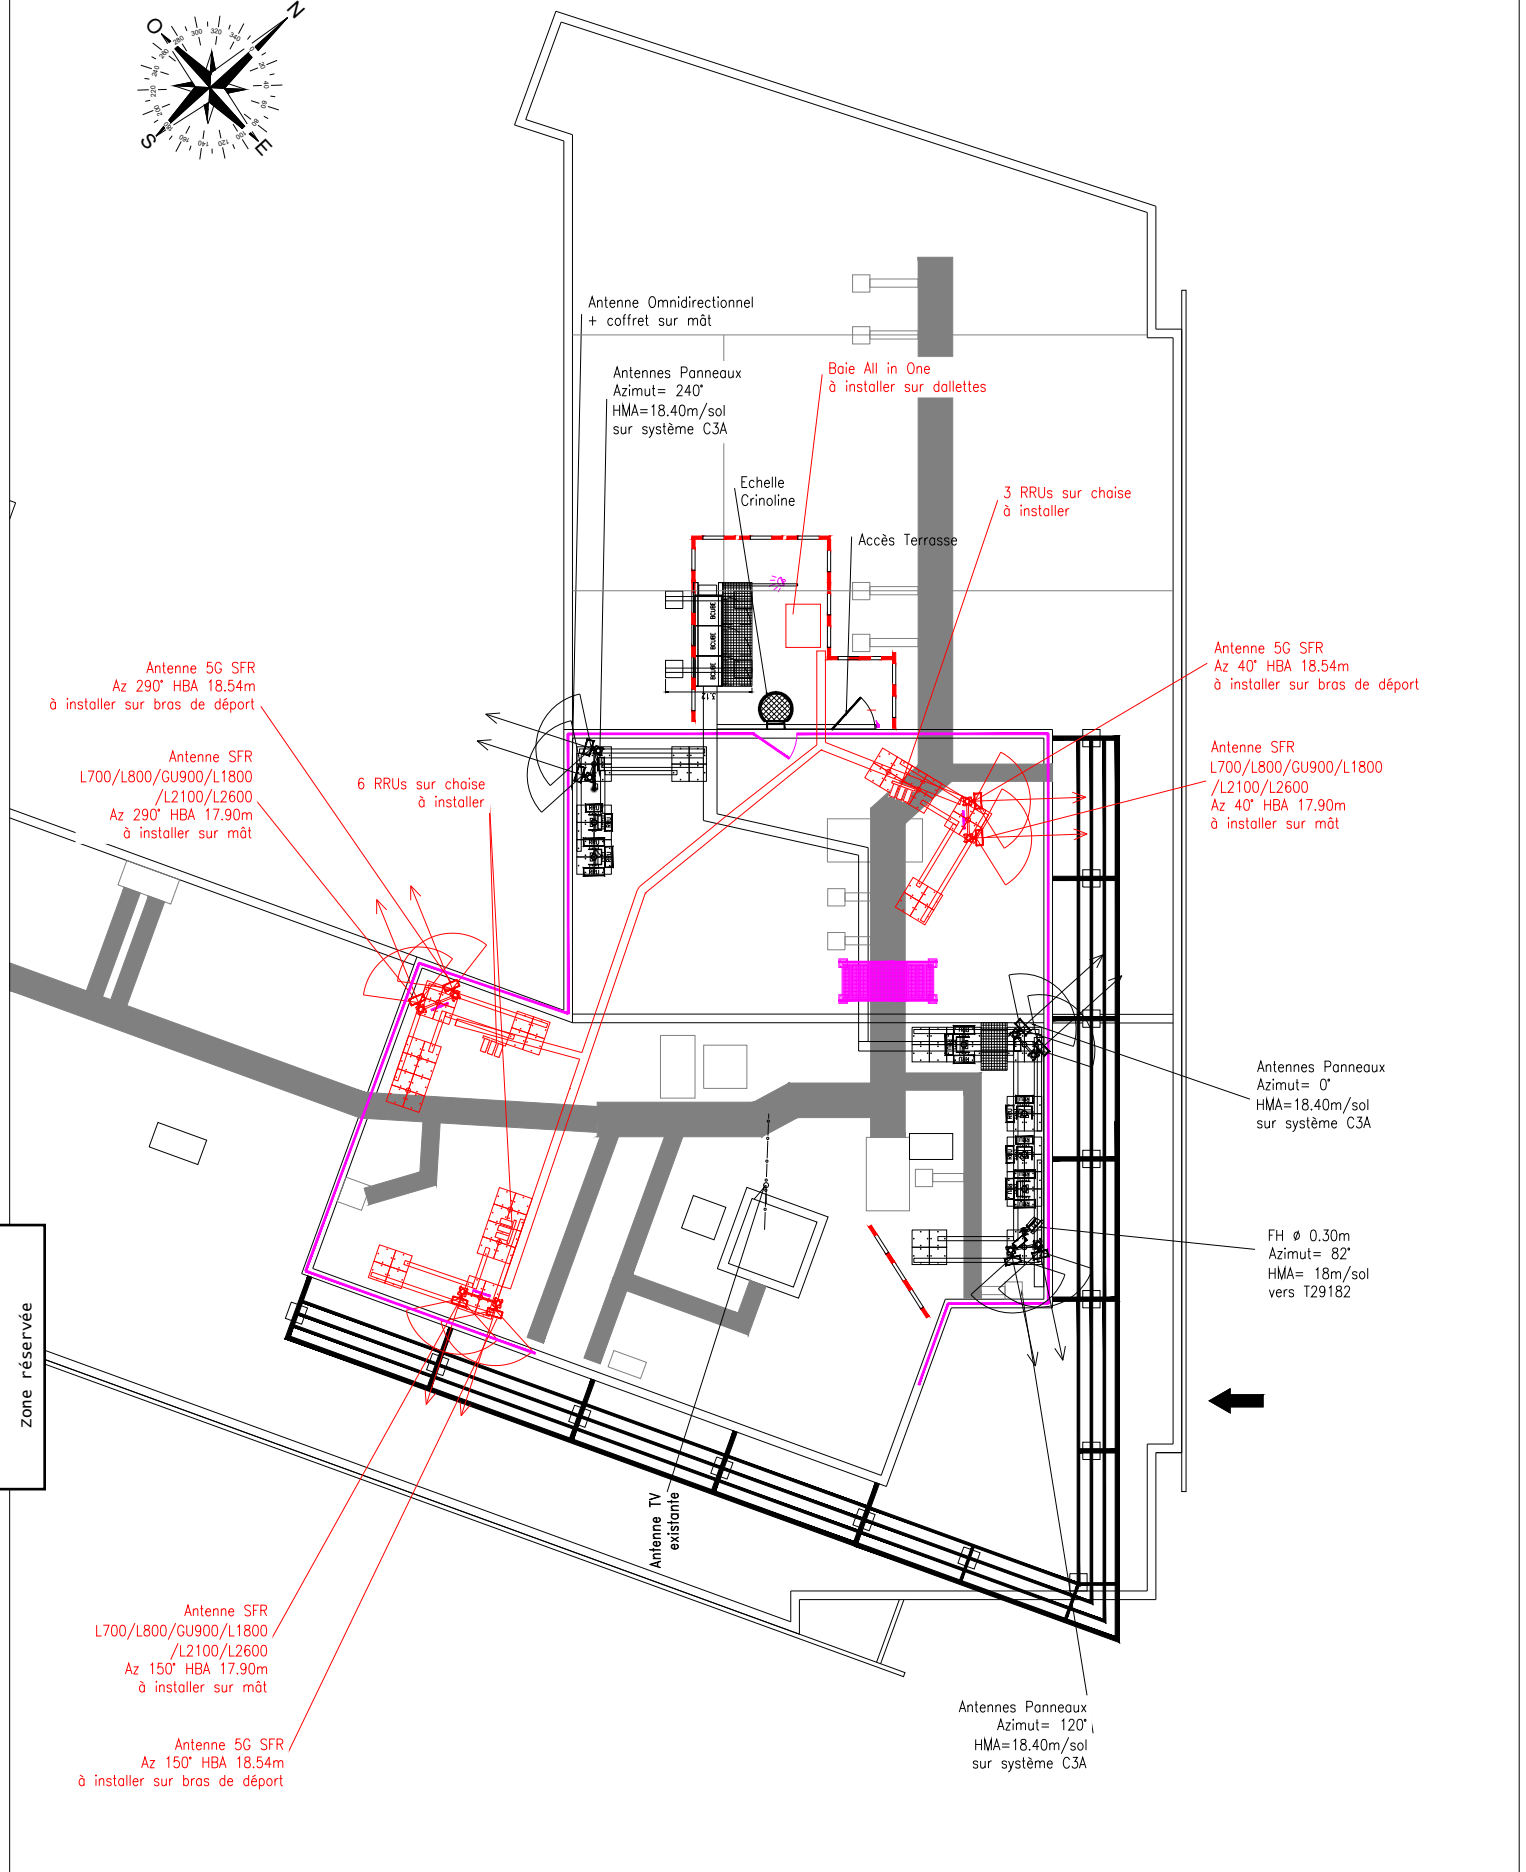 N
O
S
E
Antenne Omnidirectionnel
+ coffret sur mât
Antennes Panneaux
Azimut= 240°
HMA=18.40m/sol
sur système C3A
Baie All in One
à installer sur dallettes
Echelle
Crinoline
3 RRUs sur chaise
à installer
Accès Terrasse
BCUBE
BCUBE
BCUBE
3.12
Antenne 5G SFR
Az 290° HBA 18.54m
à installer sur bras de déport
Antenne SFR
L700/L800/GU900/L1800
/L2100/L2600
Az 290° HBA 17.90m
à installer sur mât
6 RRUs sur chaise
à installer
Antenne 5G SFR
Az 40° HBA 18.54m
à installer sur bras de déport
Antenne SFR
L700/L800/GU900/L1800
/L2100/L2600
Az 40° HBA 17.90m
à installer sur mât
Antennes Panneaux
Azimut= 0°
HMA=18.40m/sol
sur système C3A
FH ø 0.30m
Azimut= 82°
HMA= 18m/sol
vers T29182
zone réservée
Antenne TV
existante
Antenne SFR
L700/L800/GU900/L1800
/L2100/L2600
Az 150° HBA 17.90m
à installer sur mât
Antenne 5G SFR
Az 150° HBA 18.54m
à installer sur bras de déport
Antennes Panneaux
Azimut= 120°
HMA=18.40m/sol
sur système C3A